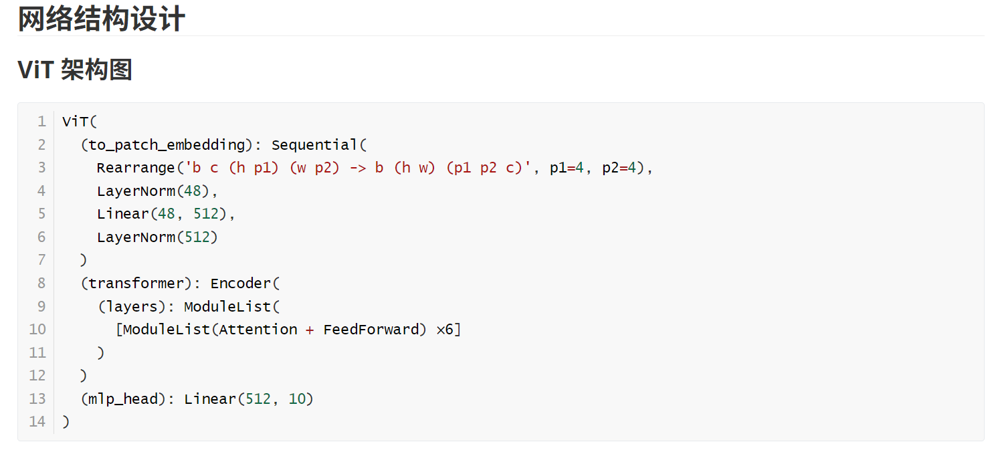 网络结构设计
ViT 架构图
1 ViT(
2 (to_patch_embedding): Sequential(
3 Rearrange('b c (h p1) (w p2) -> b (h w) (p1 p2 c)', p1=4, p2=4),
4 LayerNorm(48),
5 Linear(48, 512),
6 LayerNorm(512)
7 )
8 (transformer): Encoder(
9 (layers): ModuleList(
10 [ModuleList(Attention + FeedForward) ×6]
11 )
12 )
13 (mlp_head): Linear(512, 10)
14 )